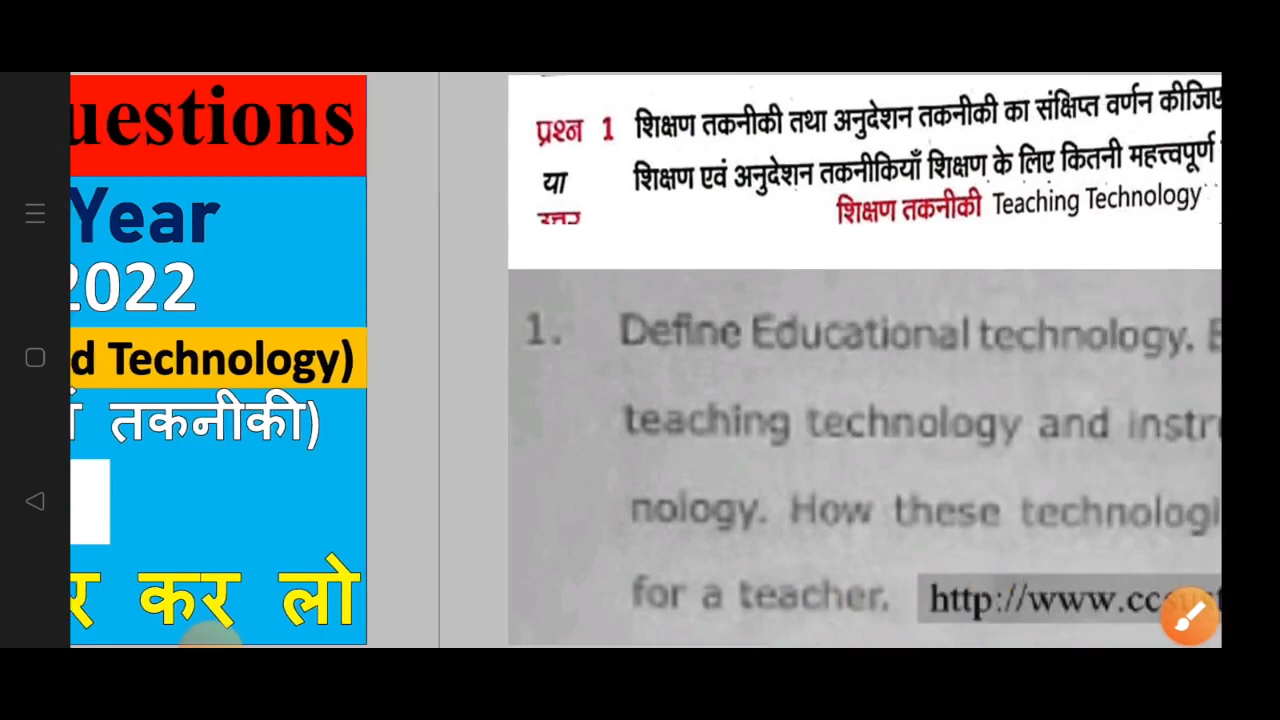 uestions
Year
2022
d Technology)
तकनीकी)
र कर लो
प्रश्न 1 शिक्षण तकनीकी तथा अनुदेशन तकनीकी का संक्षिप्त वर्णन कीजिए
या शिक्षण एवं अनुदेशन तकनीकियाँ शिक्षण के लिए कितनी महत्त्वपूर्ण
उत्तर शिक्षण तकनीकी Teaching Technology
1. Define Educational technology. E
teaching technology and instr
nology. How these technologi
for a teacher. http://www.cc